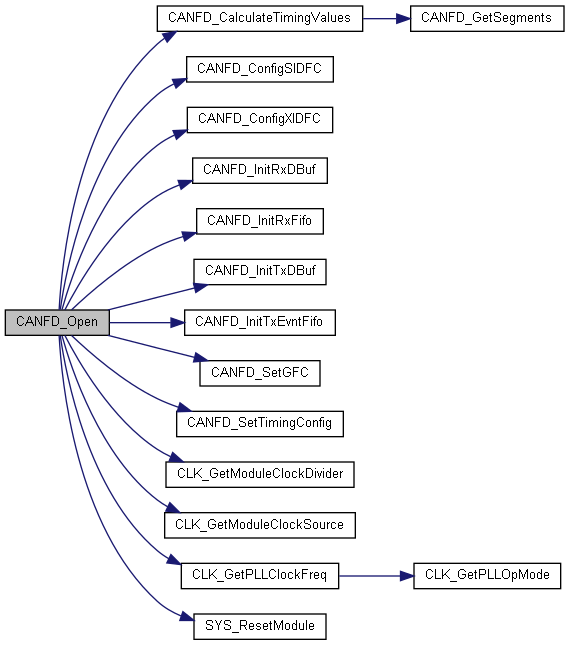 CANFD_CalculateTimingValues
CANFD_GetSegments
CANFD_ConfigSIDFC
CANFD_ConfigXIDFC
CANFD_InitRxDBuf
CANFD_InitRxFifo
CANFD_InitTxDBuf
CANFD_Open
CANFD_InitTxEvntFifo
CANFD_SetGFC
CANFD_SetTimingConfig
CLK_GetModuleClockDivider
CLK_GetModuleClockSource
CLK_GetPLLClockFreq
CLK_GetPLLOpMode
SYS_ResetModule